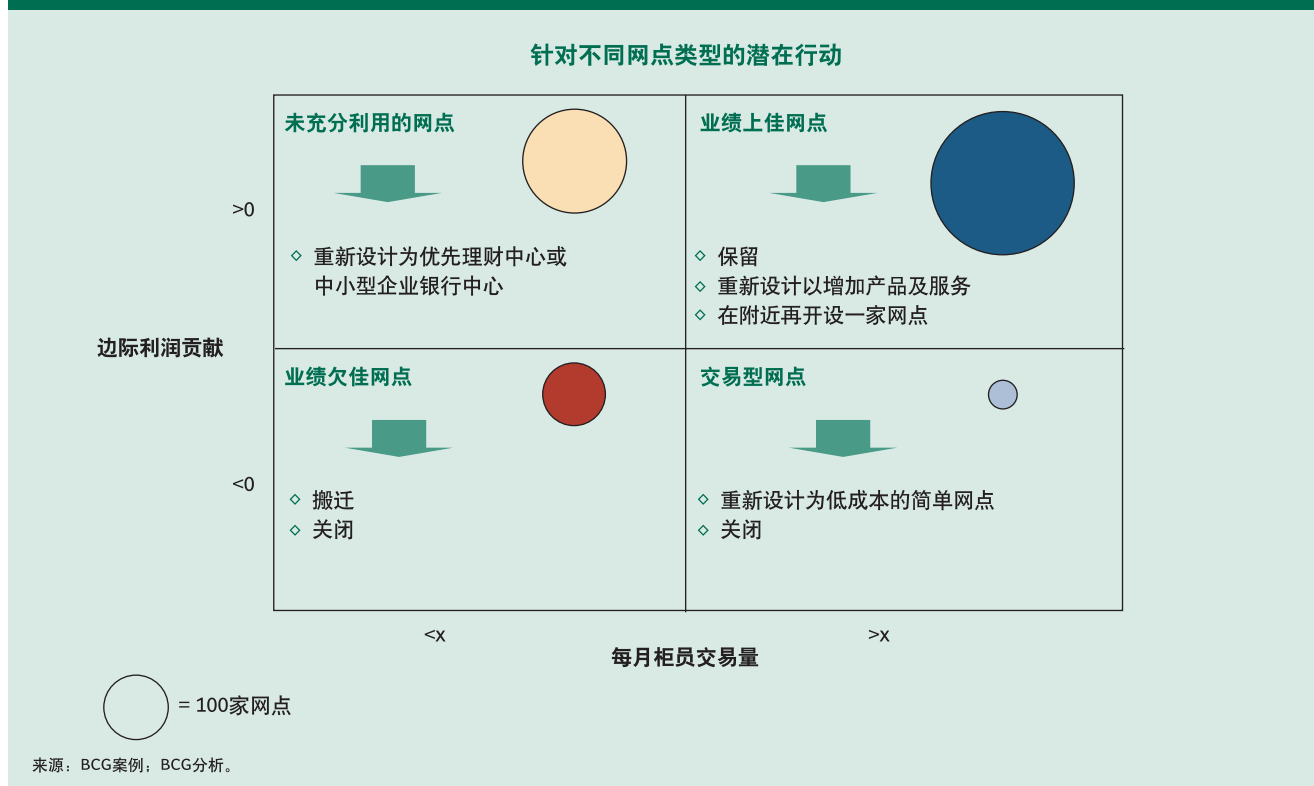 针对不同网点类型的潜在行动
未充分利用的网点
重新设计为优先理财中心或
中小型企业银行中心
业绩上佳网点
保留
重新设计以增加产品及服务
在附近再开设一家网点
>0
边际利润贡献
业绩欠佳网点
搬迁
关闭
交易型网点
重新设计为低成本的简单网点
关闭
<0
<x
>x
每月柜员交易量
= 100家网点
来源：BCG案例；BCG分析。